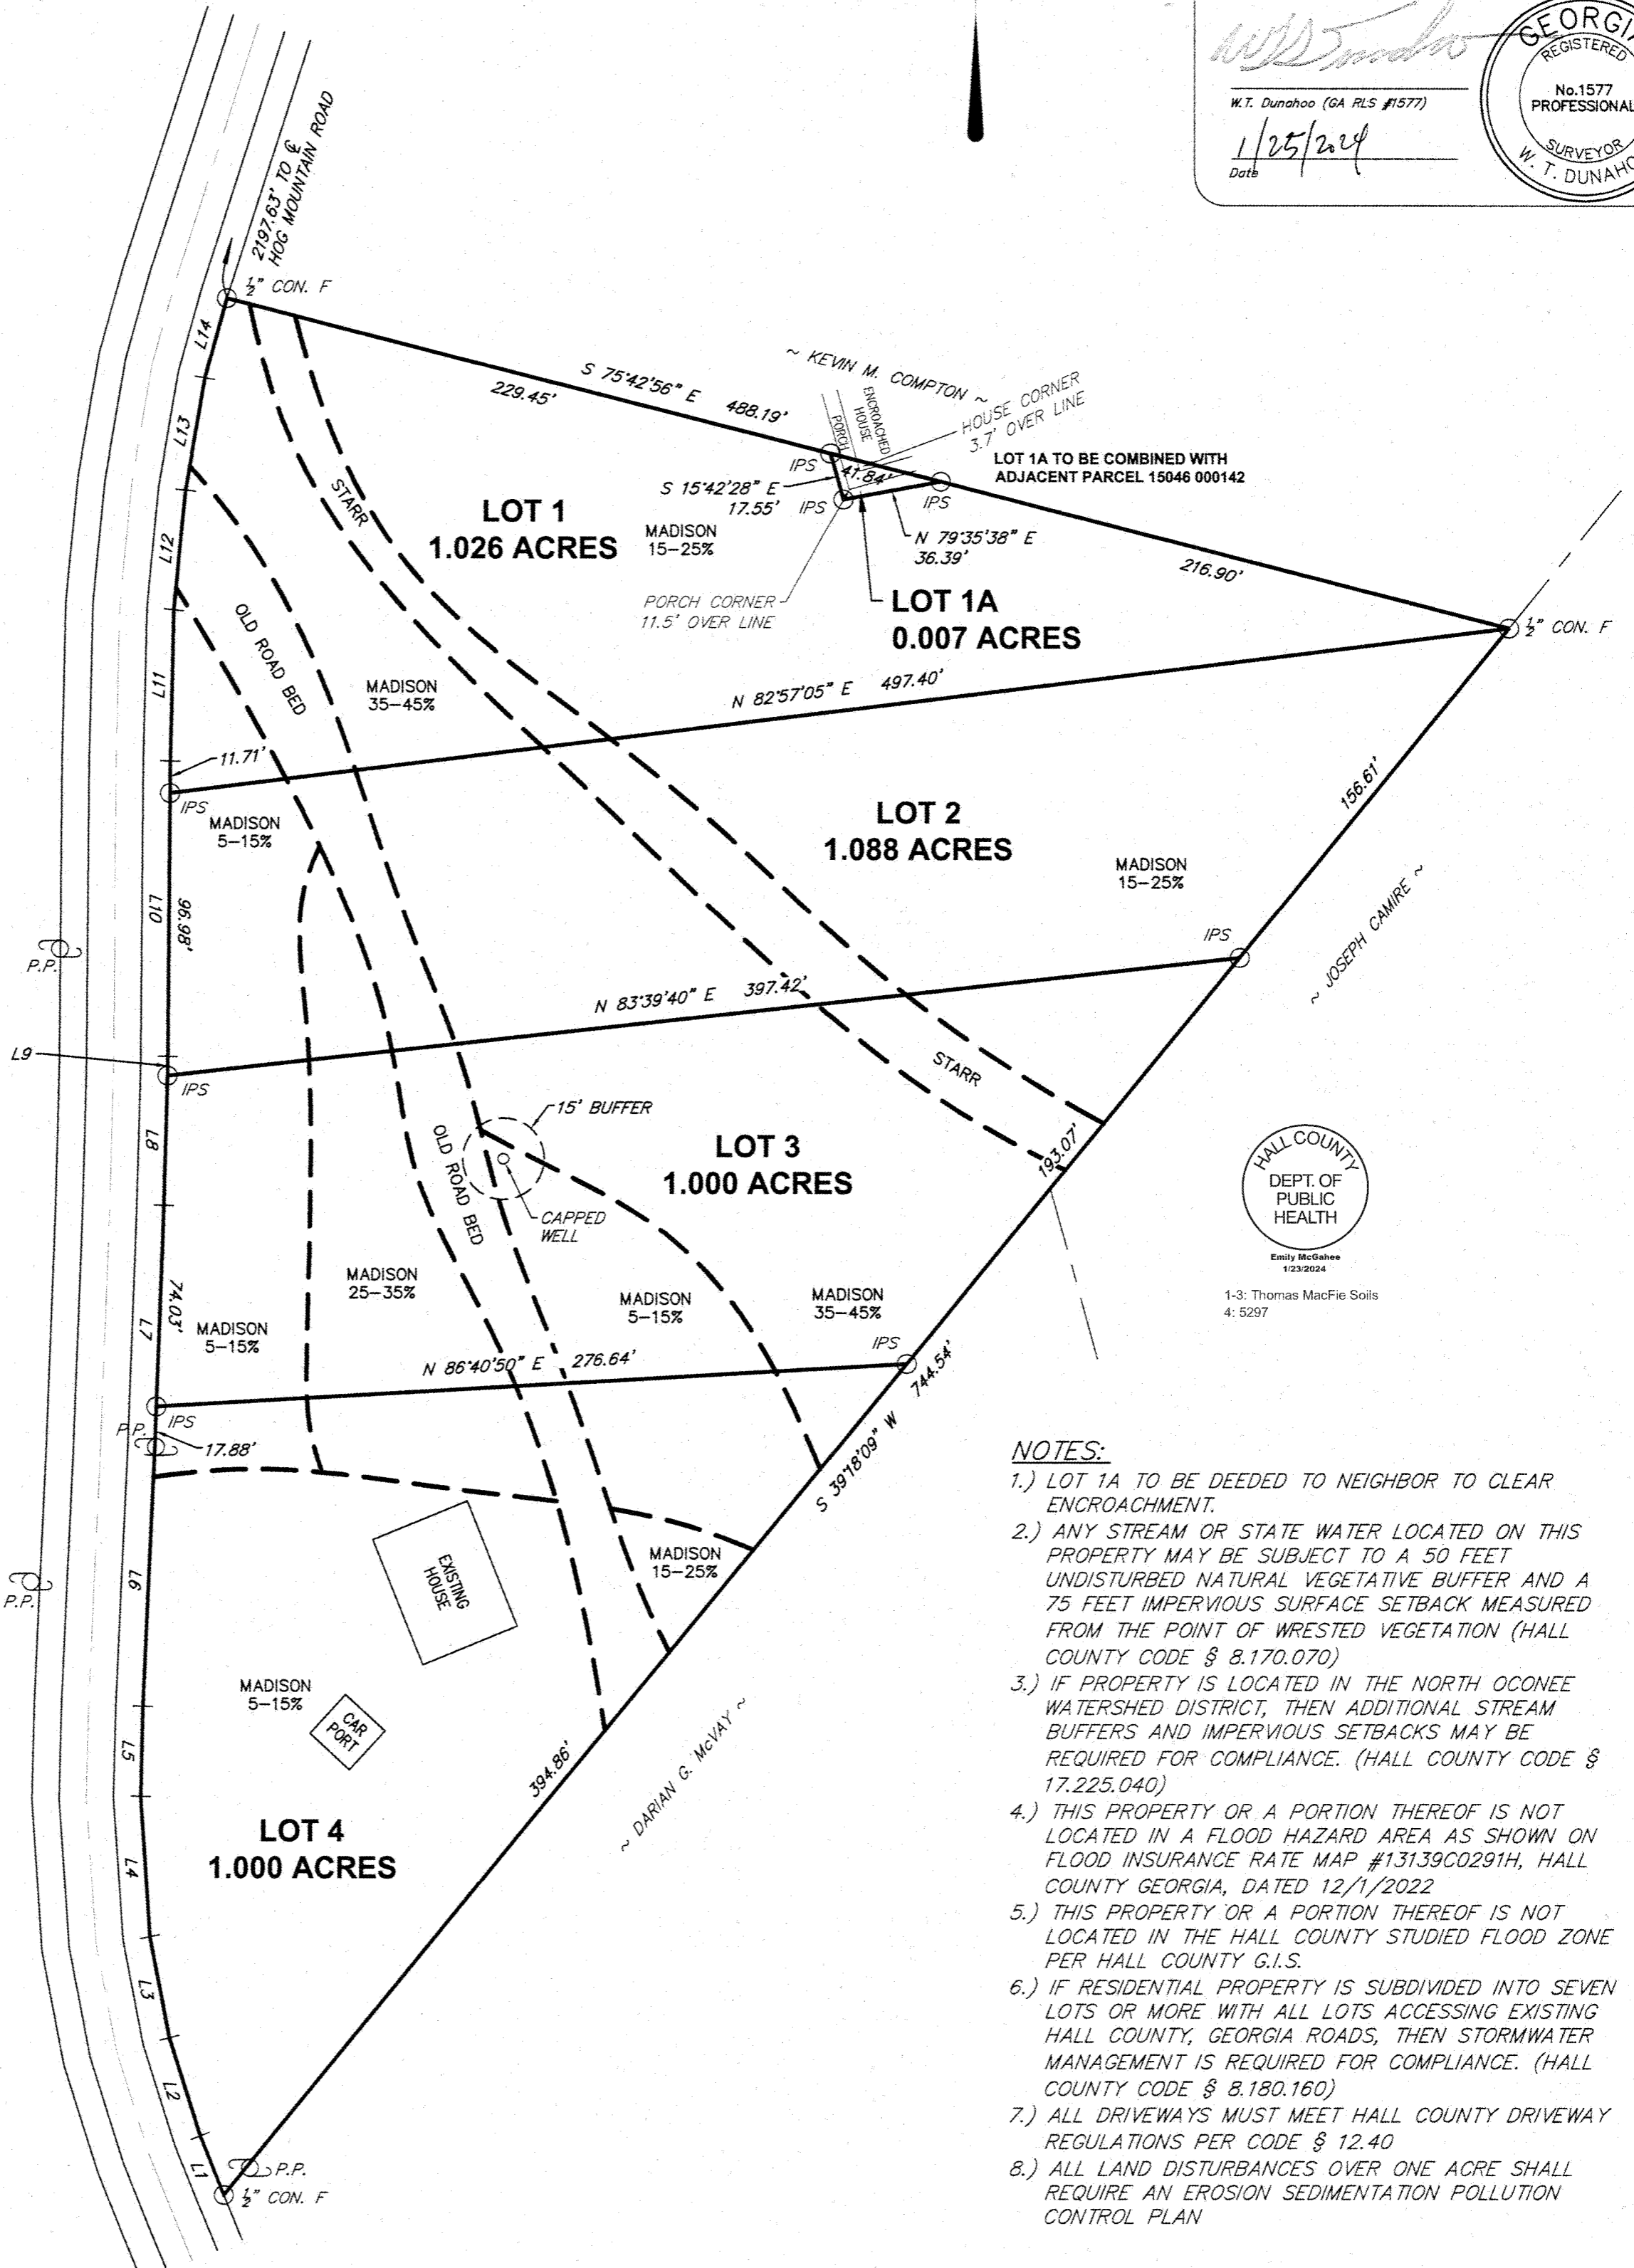 GEORGIA
REGISTERED
No.1577
PROFESSIONAL
SURVEYOR
W. T. DUNAHO
W.T. Dunahoo (GA RLS #1577)
1/25/2024
Date
2197.63' TO ℄
HOG MOUNTAIN ROAD
½" CON. F
L14
L13
L12
L11
L10
L9
L8
L7
L6
L5
L4
L3
L2
L1
S 75°42'56" E 488.19'
229.45'
~ KEVIN M. COMPTON ~
PORCH
ENCROACHED
HOUSE
HOUSE CORNER
3.7' OVER LINE
IPS
41.84'
LOT 1A TO BE COMBINED WITH
ADJACENT PARCEL 15046 000142
S 15°42'28" E
17.55'
IPS
IPS
N 79°35'38" E
36.39'
STARR
LOT 1
1.026 ACRES
MADISON
15-25%
216.90'
PORCH CORNER
11.5' OVER LINE
LOT 1A
0.007 ACRES
½" CON. F
OLD ROAD BED
MADISON
35-45%
N 82°57'05" E 497.40'
11.71'
IPS
MADISON
5-15%
LOT 2
1.088 ACRES
156.61'
MADISON
15-25%
~ JOSEPH CAMIRE ~
96.98'
P.P.
IPS
N 83°39'40" E 397.42'
IPS
STARR
15' BUFFER
OLD ROAD BED
CAPPED
WELL
LOT 3
1.000 ACRES
193.07'
HALL COUNTY
DEPT. OF
PUBLIC
HEALTH
Emily McGahee
1/23/2024
1-3: Thomas MacFie Soils
4: 5297
MADISON
25-35%
MADISON
5-15%
MADISON
35-45%
74.03'
MADISON
5-15%
IPS
N 86°40'50" E 276.64'
744.54'
S 39°18'09" W
IPS
P.P.
17.88'
EXISTING
HOUSE
MADISON
15-25%
P.P.
MADISON
5-15%
CAR
PORT
394.86'
~ DARIAN G. McVAY ~
LOT 4
1.000 ACRES
P.P.
½" CON. F
NOTES:
1.) LOT 1A TO BE DEEDED TO NEIGHBOR TO CLEAR
ENCROACHMENT.
2.) ANY STREAM OR STATE WATER LOCATED ON THIS
PROPERTY MAY BE SUBJECT TO A 50 FEET
UNDISTURBED NATURAL VEGETATIVE BUFFER AND A
75 FEET IMPERVIOUS SURFACE SETBACK MEASURED
FROM THE POINT OF WRESTED VEGETATION (HALL
COUNTY CODE § 8.170.070)
3.) IF PROPERTY IS LOCATED IN THE NORTH OCONEE
WATERSHED DISTRICT, THEN ADDITIONAL STREAM
BUFFERS AND IMPERVIOUS SETBACKS MAY BE
REQUIRED FOR COMPLIANCE. (HALL COUNTY CODE §
17.225.040)
4.) THIS PROPERTY OR A PORTION THEREOF IS NOT
LOCATED IN A FLOOD HAZARD AREA AS SHOWN ON
FLOOD INSURANCE RATE MAP #13139C0291H, HALL
COUNTY GEORGIA, DATED 12/1/2022
5.) THIS PROPERTY OR A PORTION THEREOF IS NOT
LOCATED IN THE HALL COUNTY STUDIED FLOOD ZONE
PER HALL COUNTY G.I.S.
6.) IF RESIDENTIAL PROPERTY IS SUBDIVIDED INTO SEVEN
LOTS OR MORE WITH ALL LOTS ACCESSING EXISTING
HALL COUNTY, GEORGIA ROADS, THEN STORMWATER
MANAGEMENT IS REQUIRED FOR COMPLIANCE. (HALL
COUNTY CODE § 8.180.160)
7.) ALL DRIVEWAYS MUST MEET HALL COUNTY DRIVEWAY
REGULATIONS PER CODE § 12.40
8.) ALL LAND DISTURBANCES OVER ONE ACRE SHALL
REQUIRE AN EROSION SEDIMENTATION POLLUTION
CONTROL PLAN